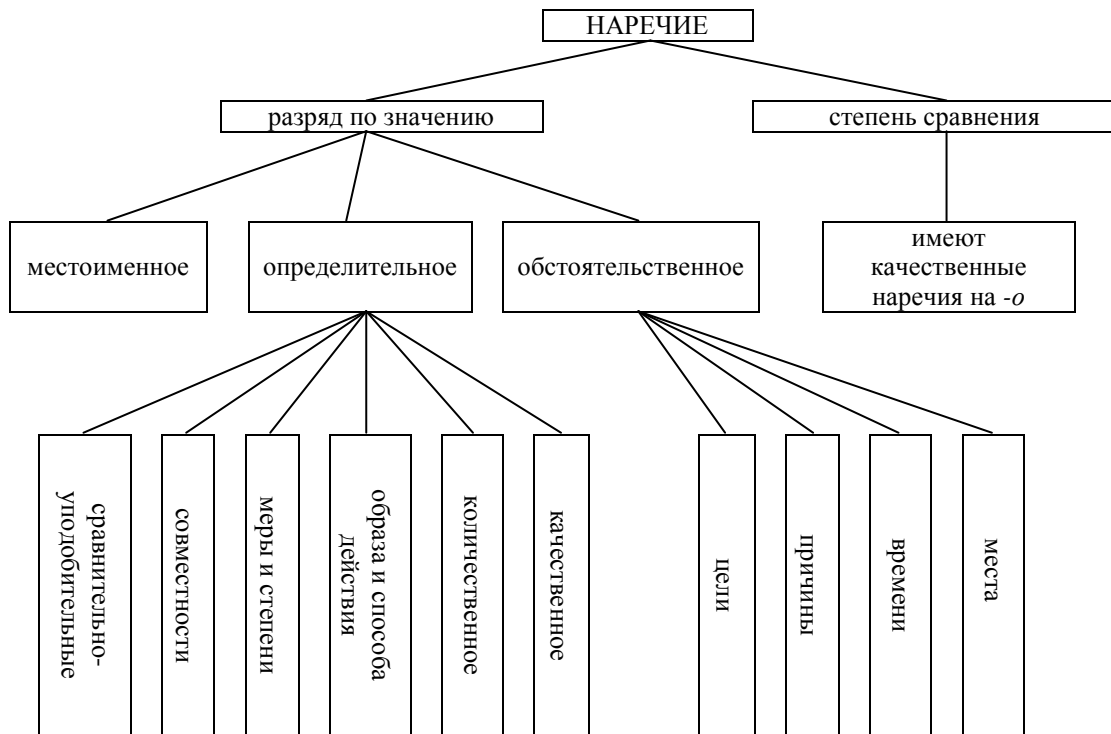 НАРЕЧИЕ
разряд по значению
степень сравнения
местоименное
определительное
обстоятельственное
имеют
качественные
наречия на -о
сравнительно-
уподобительные
совместности
меры и степени
образа и способа
действия
количественное
качественное
цели
причины
времени
места